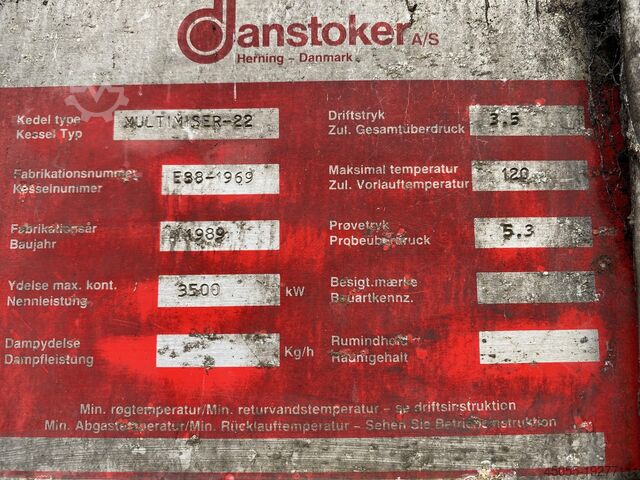 danstoker A/S
Herning - Danmark
Kedel type
Kessel Typ
MULTIMISER-22
Driftstryk
Zul. Gesamtüberdruck
3.5
Fabrikationsnummer
Kesselnummer
E88-1969
Maksimal temperatur
Zul. Vorlauftemperatur
120
Fabrikationsår
Baujahr
1989
Prøvetryk
Probeüberdruck
5.3
Ydelse max. kont.
Nennleistung
3500 kW
Besigt.mærke
Bauartkennz.
Dampydelse
Dampfleistung
Kg/h
Rumindhold
Rauminhalt
Min. røgtemperatur/Min. returvandstemperatur - se driftsinstruktion
Min. Abgastemperatur/Min. Rücklauftemperatur - Sehen Sie Betriebsinstruktion